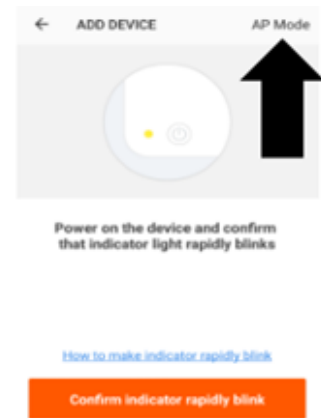 ← ADD DEVICE AP Mode
Power on the device and confirm
that indicator light rapidly blinks
How to make indicator rapidly blink
Confirm indicator rapidly blink